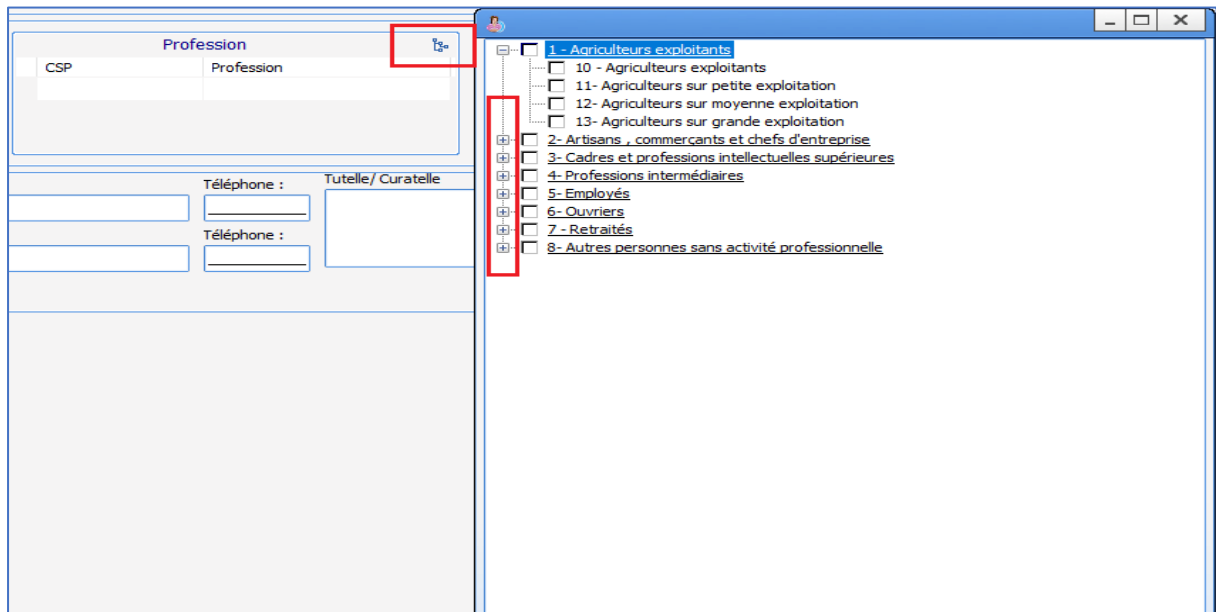 Profession
CSP Profession
Téléphone : Tutelle/ Curatelle
Téléphone :
1 - Agriculteurs exploitants
10 - Agriculteurs exploitants
11- Agriculteurs sur petite exploitation
12- Agriculteurs sur moyenne exploitation
13- Agriculteurs sur grande exploitation
2- Artisans , commerçants et chefs d'entreprise
3- Cadres et professions intellectuelles supérieures
4- Professions intermédiaires
5- Employés
6- Ouvriers
7 - Retraités
8- Autres personnes sans activité professionnelle